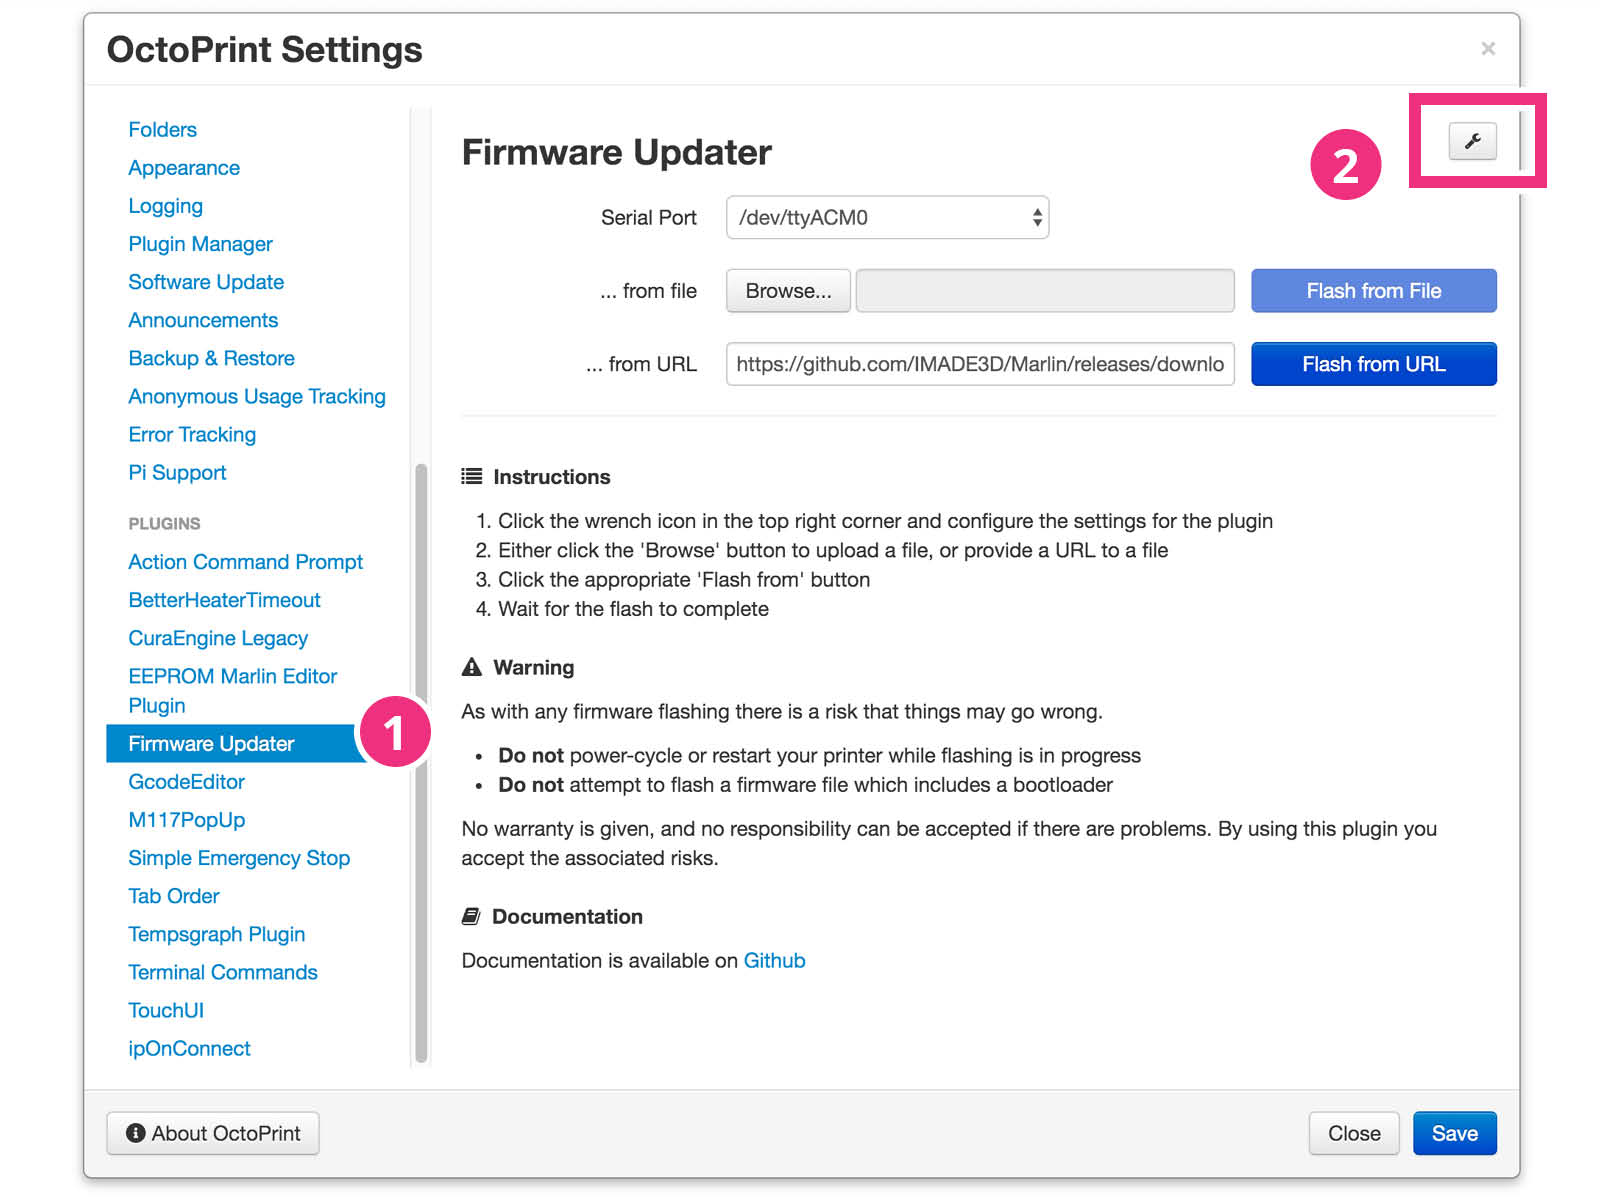 OctoPrint Settings
×
Folders
Appearance
Logging
Plugin Manager
Software Update
Announcements
Backup & Restore
Anonymous Usage Tracking
Error Tracking
Pi Support
PLUGINS
Action Command Prompt
BetterHeaterTimeout
CuraEngine Legacy
EEPROM Marlin Editor
Plugin
Firmware Updater
1
GcodeEditor
M117PopUp
Simple Emergency Stop
Tab Order
Tempsgraph Plugin
Terminal Commands
TouchUI
ipOnConnect
Firmware Updater
2
Serial Port /dev/ttyACM0
... from file Browse... Flash from File
... from URL https://github.com/IMADE3D/Marlin/releases/downlo Flash from URL
Instructions
1. Click the wrench icon in the top right corner and configure the settings for the plugin
2. Either click the 'Browse' button to upload a file, or provide a URL to a file
3. Click the appropriate 'Flash from' button
4. Wait for the flash to complete
Warning
As with any firmware flashing there is a risk that things may go wrong.
• Do not power-cycle or restart your printer while flashing is in progress
• Do not attempt to flash a firmware file which includes a bootloader
No warranty is given, and no responsibility can be accepted if there are problems. By using this plugin you
accept the associated risks.
Documentation
Documentation is available on Github
About OctoPrint
Close
Save